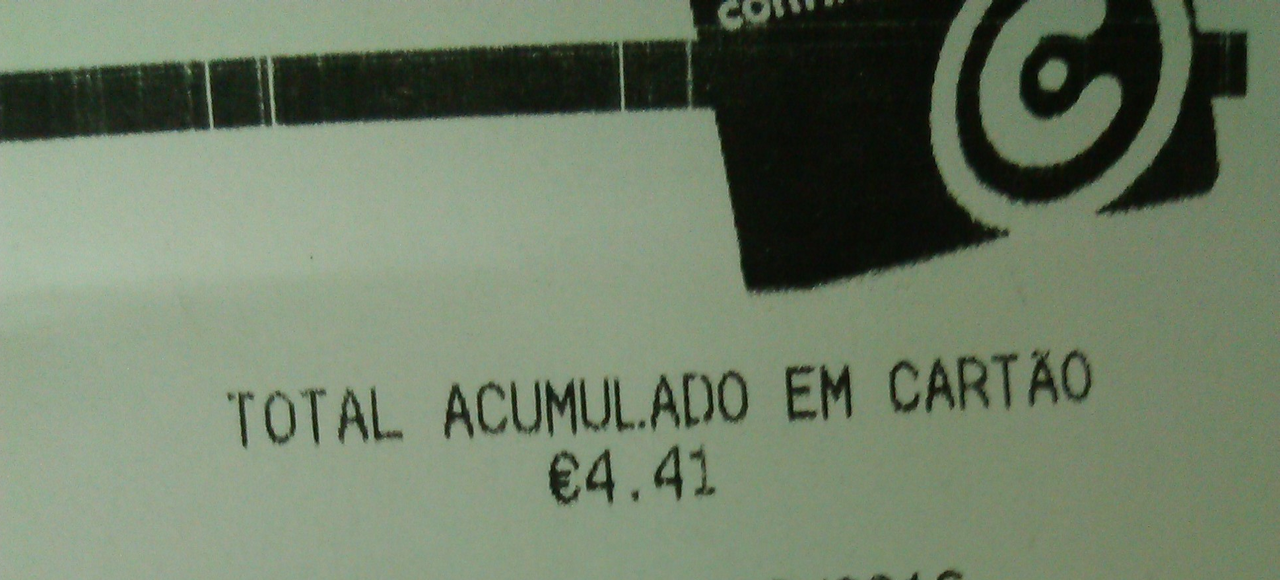 TOTAL ACUMULADO EM CARTÃO
€4.41